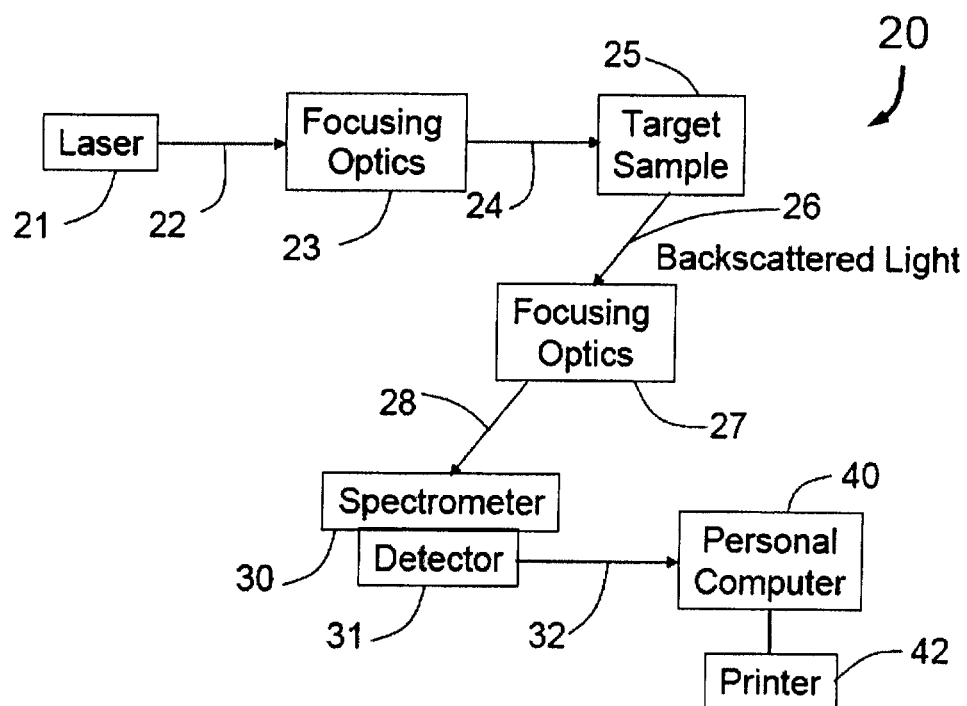 20
25
Laser
Focusing
Optics
Target
Sample
21
22
23
24
26
Backscattered Light
Focusing
Optics
28
27
Spectrometer
40
Detector
Personal
Computer
30
31
32
42
Printer